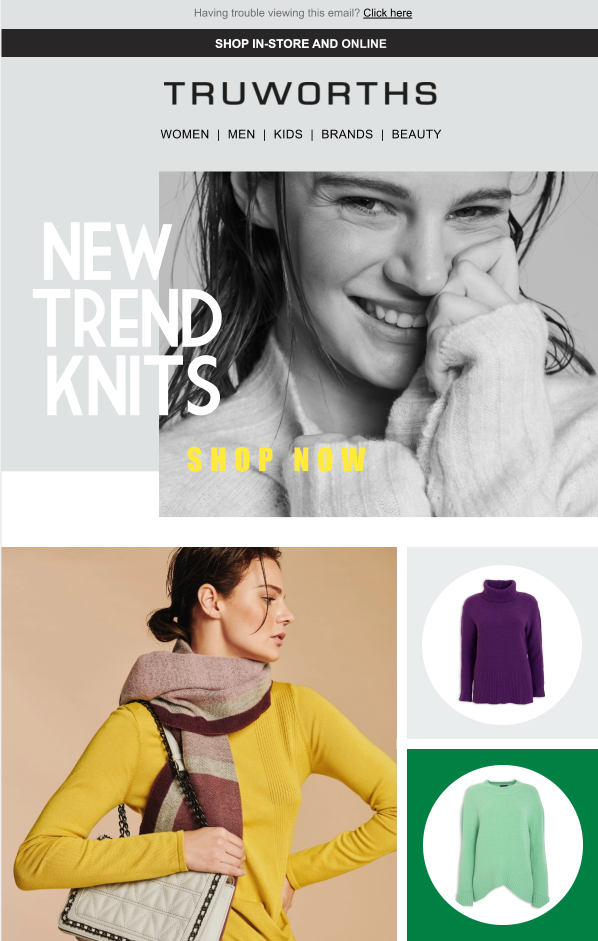 Having trouble viewing this email? Click here
SHOP IN-STORE AND ONLINE
TRUWORTHS
WOMEN | MEN | KIDS | BRANDS | BEAUTY
NEW
TREND
KNITS
SHOP NOW